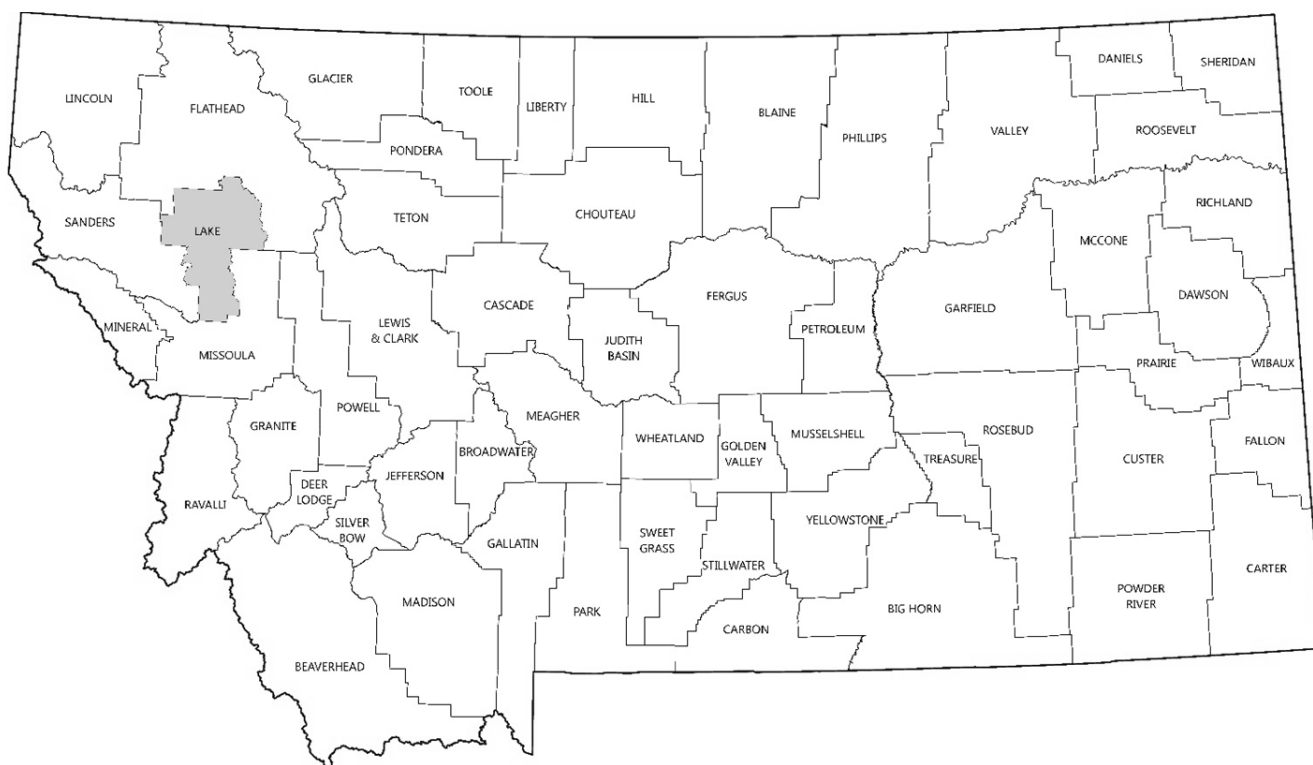 DANIELS
SHERIDAN
GLACIER
TOOLE
LIBERTY
HILL
LINCOLN
FLATHEAD
BLAINE
PHILLIPS
VALLEY
ROOSEVELT
PONDERA
RICHLAND
SANDERS
LAKE
TETON
CHOUTEAU
MCCONE
MINERAL
MISSOULA
LEWIS
& CLARK
CASCADE
JUDITH
BASIN
FERGUS
PETROLEUM
GARFIELD
DAWSON
PRAIRIE
WIBAUX
POWELL
GRANITE
MEAGHER
BROADWATER
WHEATLAND
GOLDEN
VALLEY
MUSSELSHELL
ROSEBUD
TREASURE
CUSTER
FALLON
RAVALLI
DEER
LODGE
JEFFERSON
SILVER
BOW
GALLATIN
SWEET
GRASS
STILLWATER
YELLOWSTONE
BEAVERHEAD
MADISON
PARK
CARBON
BIG HORN
POWDER
RIVER
CARTER